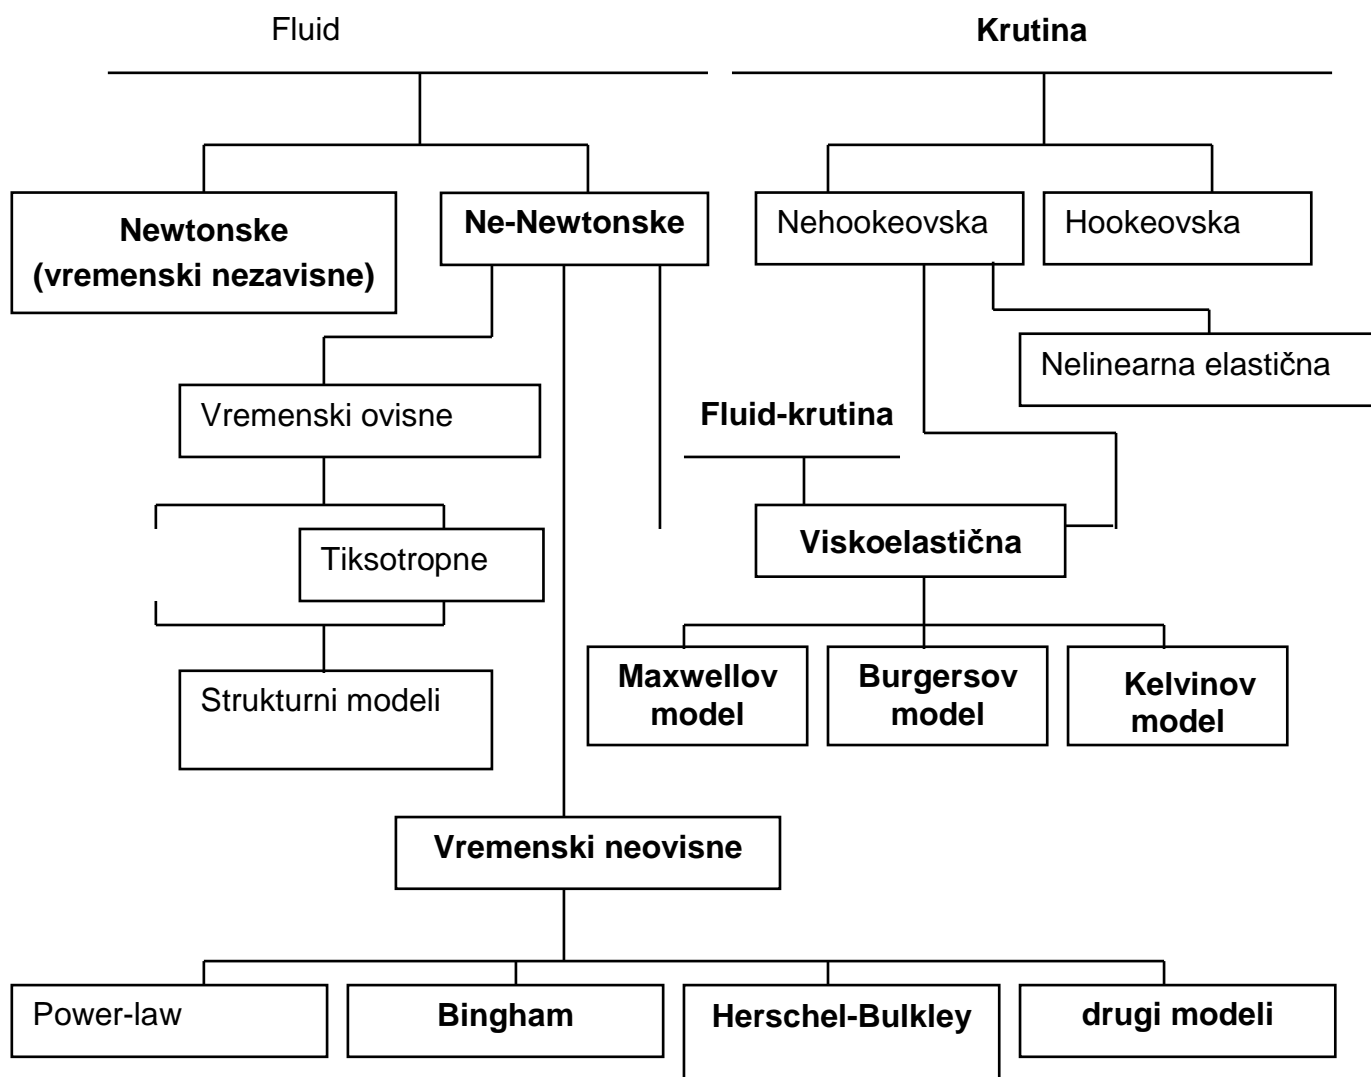 Fluid
Krutina
Newtonske
(vremenski nezavisne)
Ne-Newtonske
Nehookeovska
Hookeovska
Nelinearna elastična
Vremenski ovisne
Fluid-krutina
Tiksotropne
Viskoelastična
Strukturni modeli
Maxwellov
model
Burgersov
model
Kelvinov
model
Vremenski neovisne
Power-law
Bingham
Herschel-Bulkley
drugi modeli